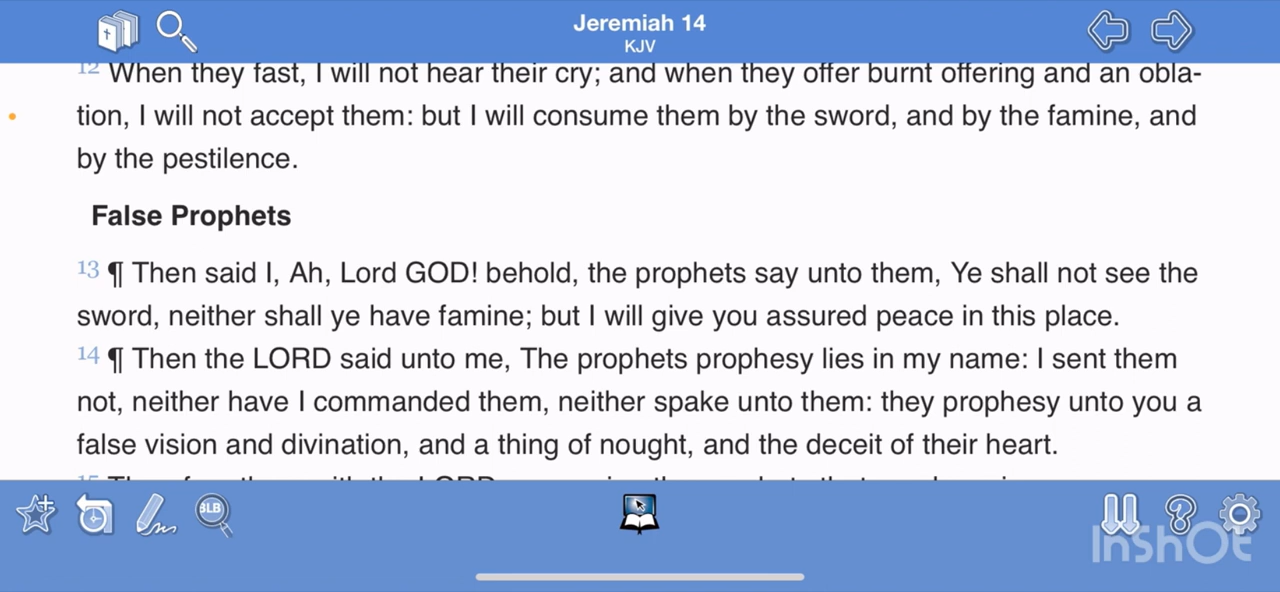 Jeremiah 14
KJV
12 When they fast, I will not hear their cry; and when they offer burnt offering and an obla-
tion, I will not accept them: but I will consume them by the sword, and by the famine, and
by the pestilence.
False Prophets
13 ¶ Then said I, Ah, Lord GOD! behold, the prophets say unto them, Ye shall not see the
sword, neither shall ye have famine; but I will give you assured peace in this place.
14 ¶ Then the LORD said unto me, The prophets prophesy lies in my name: I sent them
not, neither have I commanded them, neither spake unto them: they prophesy unto you a
false vision and divination, and a thing of nought, and the deceit of their heart.
BLB
InShOt